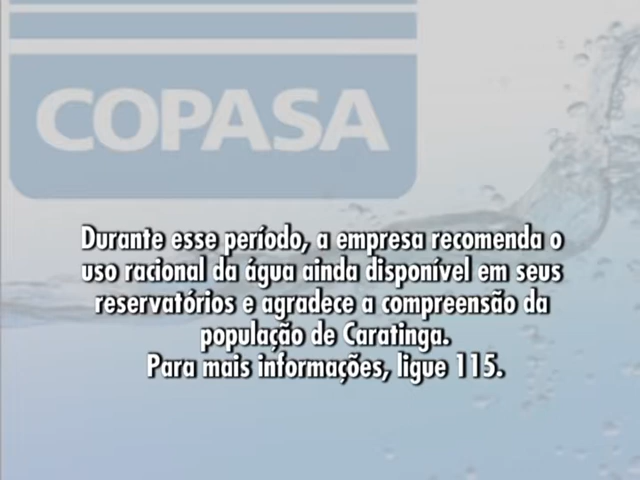 COPASA
Durante esse período, a empresa recomenda o
uso racional da água ainda disponível em seus
reservatórios e agradece a compreensão da
população de Caratinga.
Para mais informações, ligue 115.